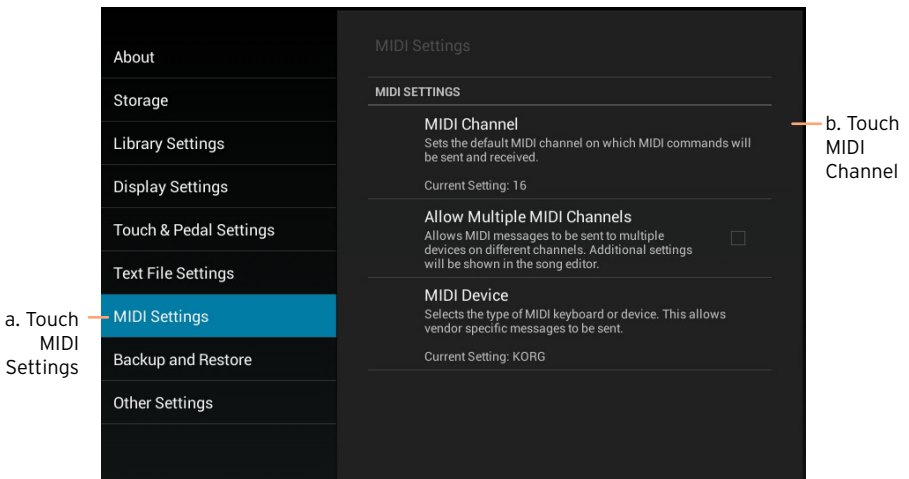 About
Storage
Library Settings
Display Settings
Touch & Pedal Settings
Text File Settings
MIDI Settings
Backup and Restore
Other Settings
a. Touch
MIDI
Settings
MIDI Settings
MIDI SETTINGS
MIDI Channel
Sets the default MIDI channel on which MIDI commands will
be sent and received.
Current Setting: 16
Allow Multiple MIDI Channels
Allows MIDI messages to be sent to multiple
devices on different channels. Additional settings
will be shown in the song editor.
MIDI Device
Selects the type of MIDI keyboard or device. This allows
vendor specific messages to be sent.
Current Setting: KORG
b. Touch
MIDI
Channel